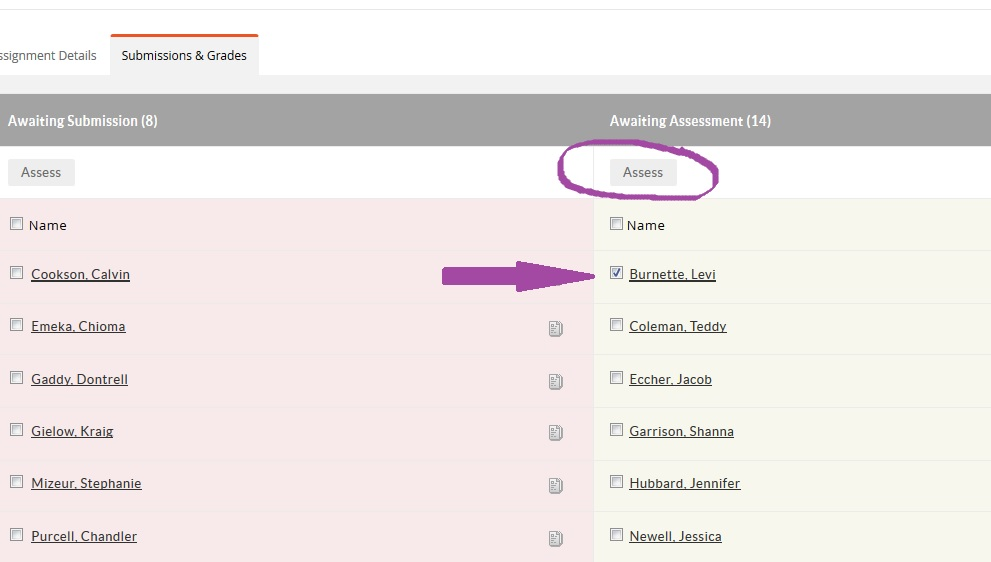 ssignment Details
Submissions & Grades
Awaiting Submission (8)
Awaiting Assessment (14)
Assess
Assess
Name
Name
Cookson, Calvin
Burnette, Levi
Emeka, Chioma
Coleman, Teddy
Gaddy, Dontrell
Eccher, Jacob
Gielow, Kraig
Garrison, Shanna
Mizeur, Stephanie
Hubbard, Jennifer
Purcell, Chandler
Newell, Jessica